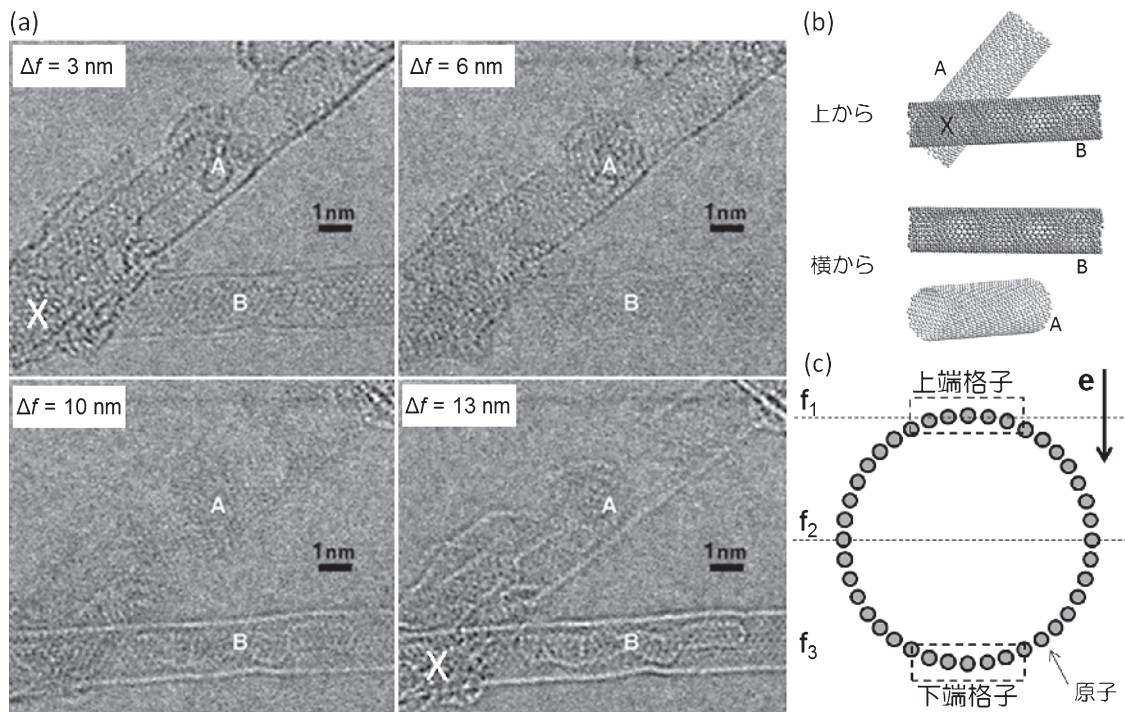 (a)
Δf = 3 nm
A
1nm
B
X
Δf = 6 nm
A
1nm
B
Δf = 10 nm
A
1nm
B
Δf = 13 nm
A
1nm
B
X
(b)
上から
A
X
B
横から
B
A
(c)
上端格子
e
f1
f2
f3
下端格子
原子